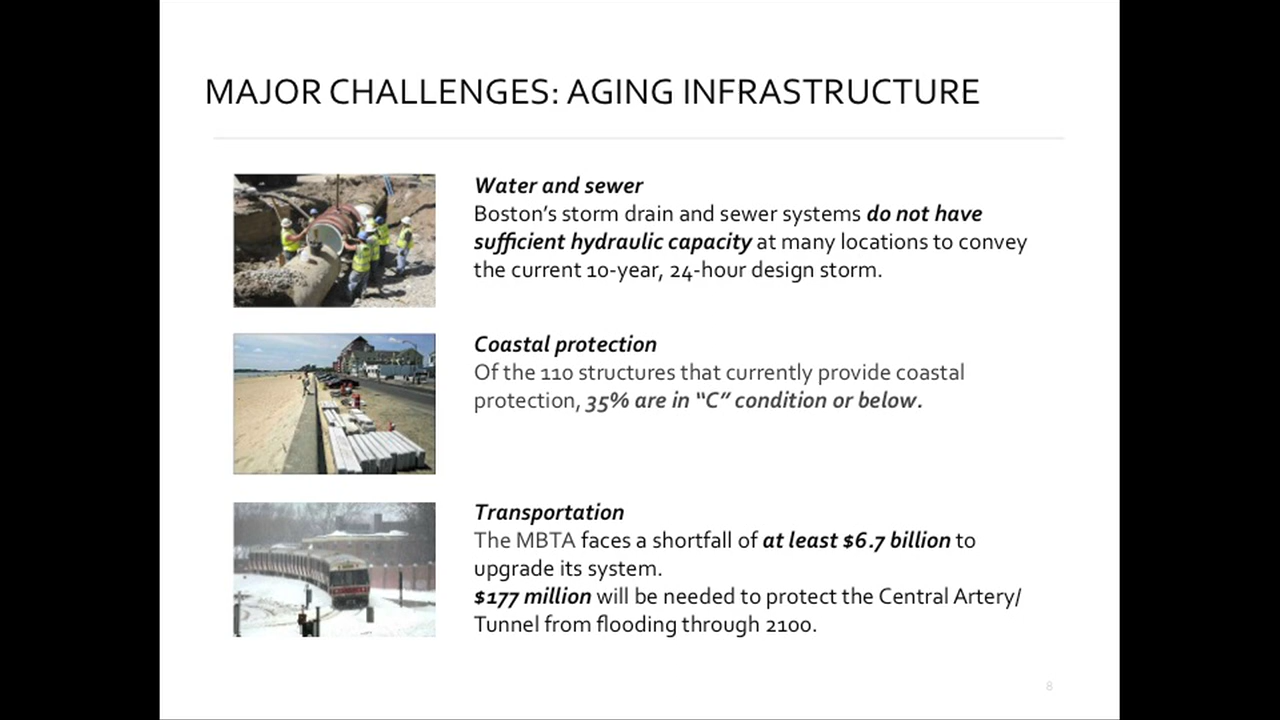 MAJOR CHALLENGES: AGING INFRASTRUCTURE
Water and sewer
Boston’s storm drain and sewer systems do not have
sufficient hydraulic capacity at many locations to convey
the current 10-year, 24-hour design storm.
Coastal protection
Of the 110 structures that currently provide coastal
protection, 35% are in “C” condition or below.
Transportation
The MBTA faces a shortfall of at least $6.7 billion to
upgrade its system.
$177 million will be needed to protect the Central Artery/
Tunnel from flooding through 2100.
8